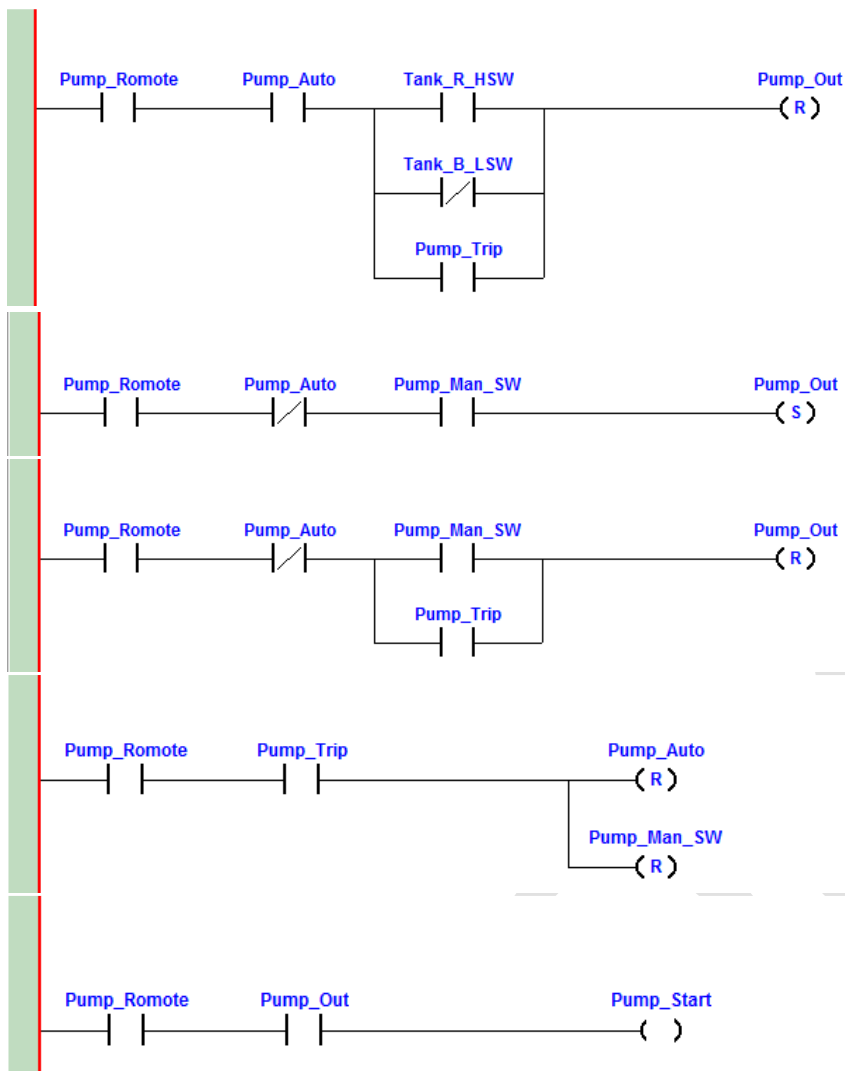 Pump_Romote Pump_Auto Tank_R_HSW Pump_Out
R
Tank_B_LSW
Pump_Trip
Pump_Romote Pump_Auto Pump_Man_SW Pump_Out
S
Pump_Romote Pump_Auto Pump_Man_SW Pump_Out
R
Pump_Trip
Pump_Romote Pump_Trip Pump_Auto
R
Pump_Man_SW
R
Pump_Romote Pump_Out Pump_Start